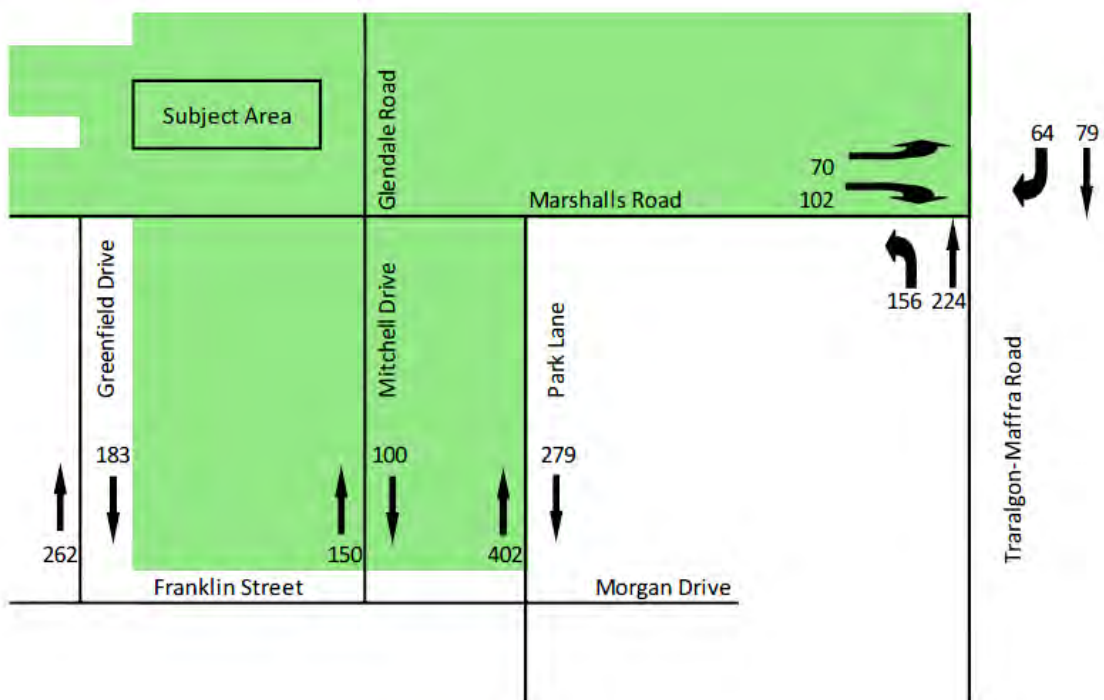 Subject Area
Glendale Road
64 79
70
Marshalls Road
102
156 224
Greenfield Drive
Mitchell Drive
Park Lane
Traralgon-Maffra Road
183
100
279
262
150
402
Franklin Street
Morgan Drive